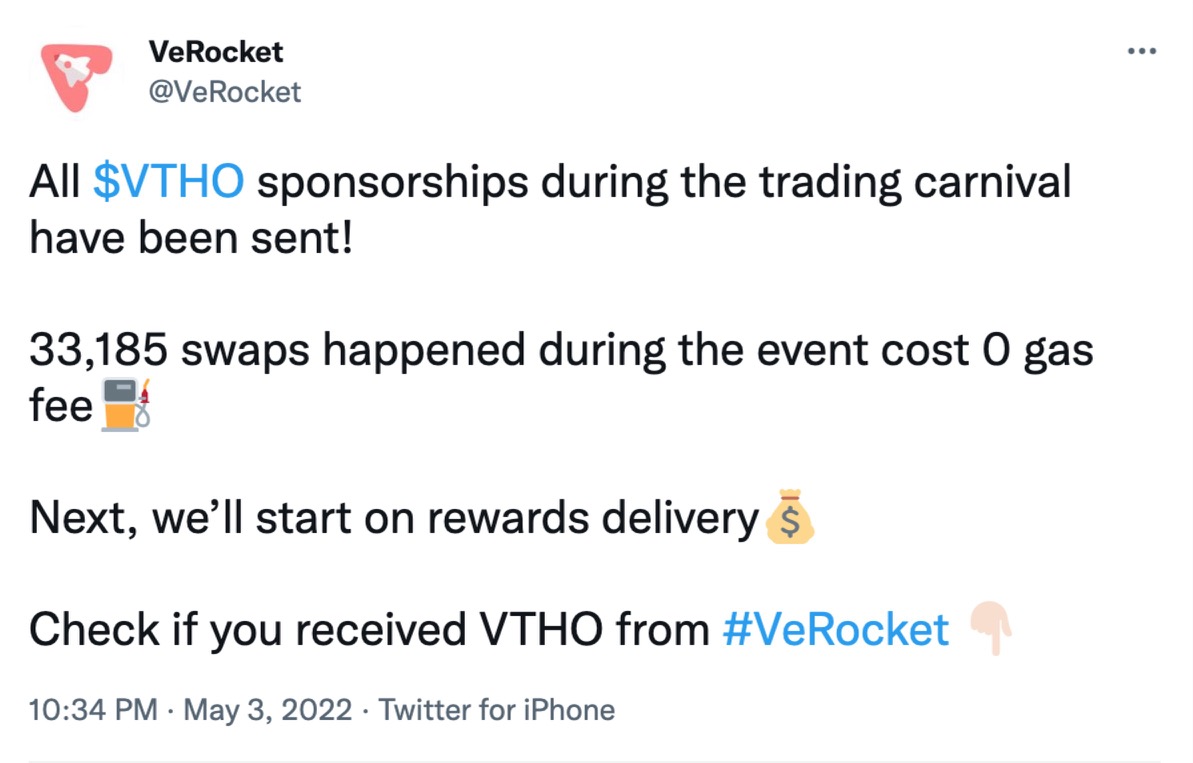 VeRocket
@VeRocket
All $VTHO sponsorships during the trading carnival
have been sent!
33,185 swaps happened during the event cost 0 gas
fee⛽
Next, we’ll start on rewards delivery💰
Check if you received VTHO from #VeRocket 👇🏻
10:34 PM · May 3, 2022 · Twitter for iPhone